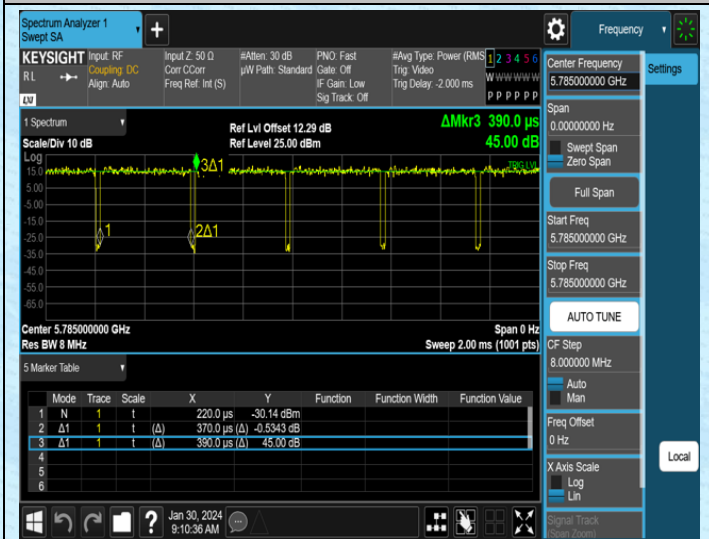 Spectrum Analyzer 1
Swept SA
Frequency
KEYSIGHT
RL
LXI
Input: RF
Coupling: DC
Align: Auto
Input Z: 50 Ω
Corr CCorr
Freq Ref: Int (S)
#Atten: 30 dB
µW Path: Standard
PNO: Fast
Gate: Off
IF Gain: Low
Sig Track: Off
#Avg Type: Power (RMS
Trig: Video
Trig Delay: -2.000 ms
1 2 3 4 5 6
W W W W W W
P P P P P P
1 Spectrum
Scale/Div 10 dB
Ref Lvl Offset 12.29 dB
Ref Level 25.00 dBm
ΔMkr3 390.0 µs
45.00 dB
Log
15.0
5.00
-5.00
-15.0
-25.0
-35.0
-45.0
-55.0
-65.0
3Δ1
TRIG LVL
1
2Δ1
Center 5.785000000 GHz
Span 0 Hz
Res BW 8 MHz
Sweep 2.00 ms (1001 pts)
5 Marker Table
Mode Trace Scale X Y Function Function Width Function Value
1 N 1 t 220.0 µs -30.14 dBm
2 Δ1 1 t (Δ) 370.0 µs (Δ) -0.5343 dB
3 Δ1 1 t (Δ) 390.0 µs (Δ) 45.00 dB
4
5
6
?
Jan 30, 2024
9:10:36 AM
Center Frequency
5.785000000 GHz
Settings
Span
0.00000000 Hz
Swept Span
Zero Span
Full Span
Start Freq
5.785000000 GHz
Stop Freq
5.785000000 GHz
AUTO TUNE
CF Step
8.000000 MHz
Auto
Man
Freq Offset
0 Hz
X Axis Scale
Log
Lin
Local
Signal Track
(Span Zoom)